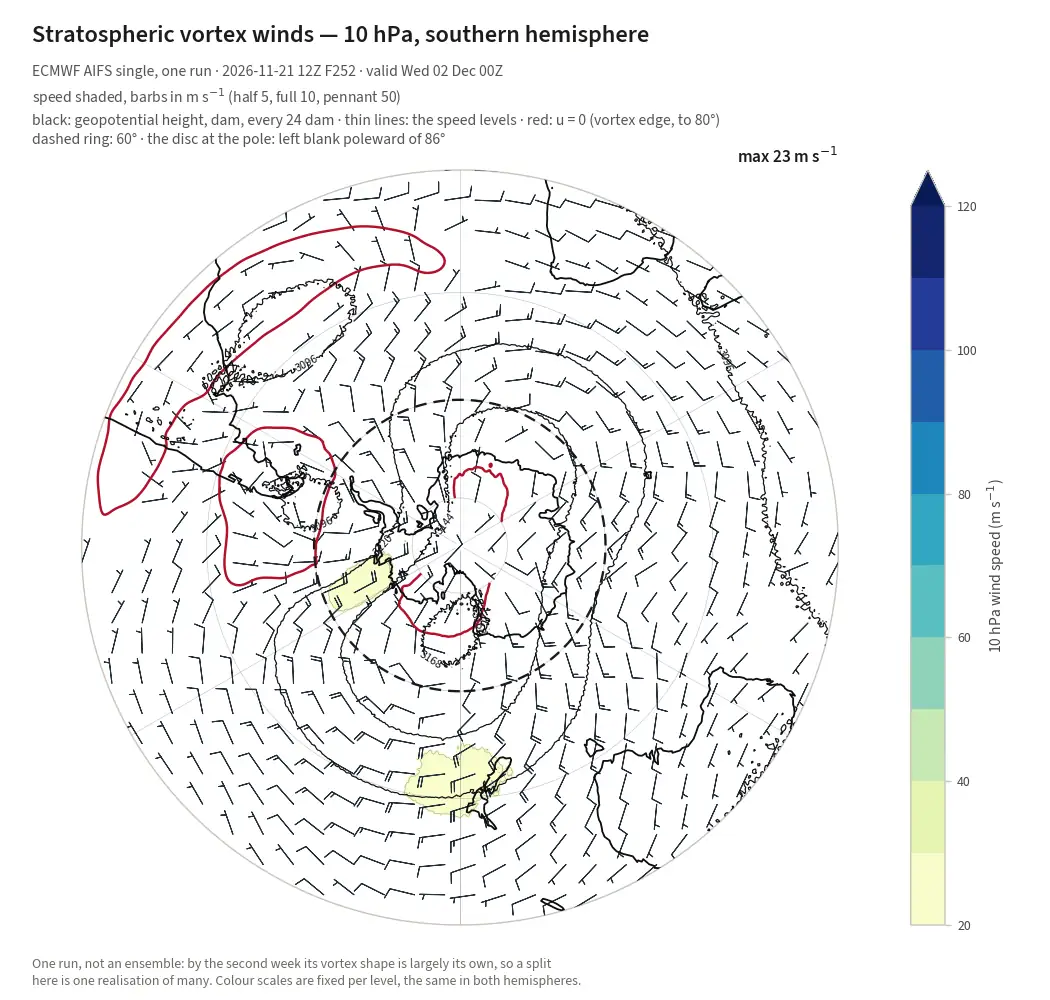 Stratospheric vortex winds — 10 hPa, southern hemisphere
ECMWF AIFS single, one run · 2026-11-21 12Z F252 · valid Wed 02 Dec 00Z
speed shaded, barbs in m s⁻¹ (half 5, full 10, pennant 50)
black: geopotential height, dam, every 24 dam · thin lines: the speed levels · red: u = 0 (vortex edge, to 80°)
dashed ring: 60° · the disc at the pole: left blank poleward of 86°
max 23 m s⁻¹
120
100
80
60
40
20
10 hPa wind speed (m s⁻¹)
3096
One run, not an ensemble: by the second week its vortex shape is largely its own, so a split
here is one realisation of many. Colour scales are fixed per level, the same in both hemispheres.